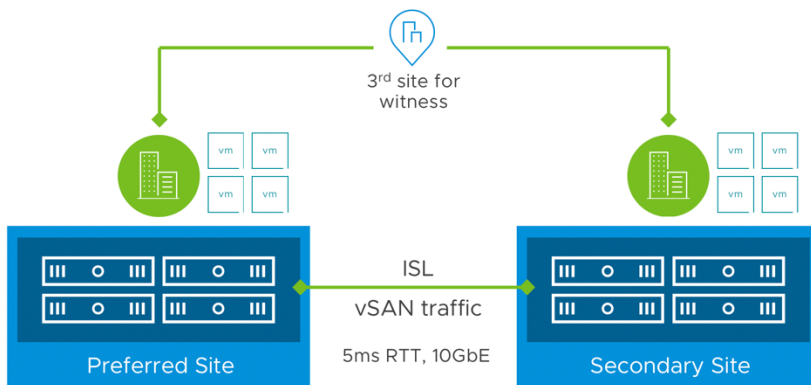 3rd site for
witness
vm vm
vm vm
vm vm
vm vm
ISL
vSAN traffic
5ms RTT, 10GbE
Preferred Site
Secondary Site